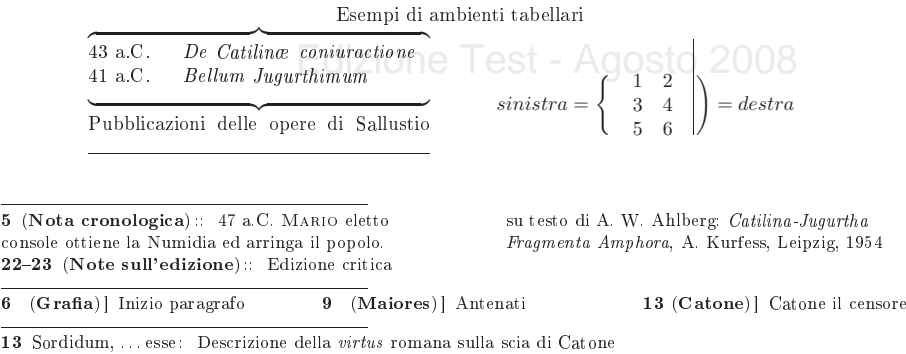 Esempi di ambienti tabellari
Edizione Test - Agosto 2008
43 a.C. De Catilinæ coniuractione
41 a.C. Bellum Jugurthimum
Pubblicazioni delle opere di Sallustio
1 2
sinistra = { 3 4 ) = destra
5 6
5 (Nota cronologica):: 47 a.C. MARIO eletto
console ottiene la Numidia ed arringa il popolo.
22–23 (Note sull'edizione):: Edizione critica
su testo di A. W. Ahlberg: Catilina-Jugurtha
Fragmenta Amphora, A. Kurfess, Leipzig, 1954
6 (Grafia)] Inizio paragrafo 9 (Maiores)] Antenati 13 (Catone)] Catone il censore
13 Sordidum, ...esse: Descrizione della virtus romana sulla scia di Catone